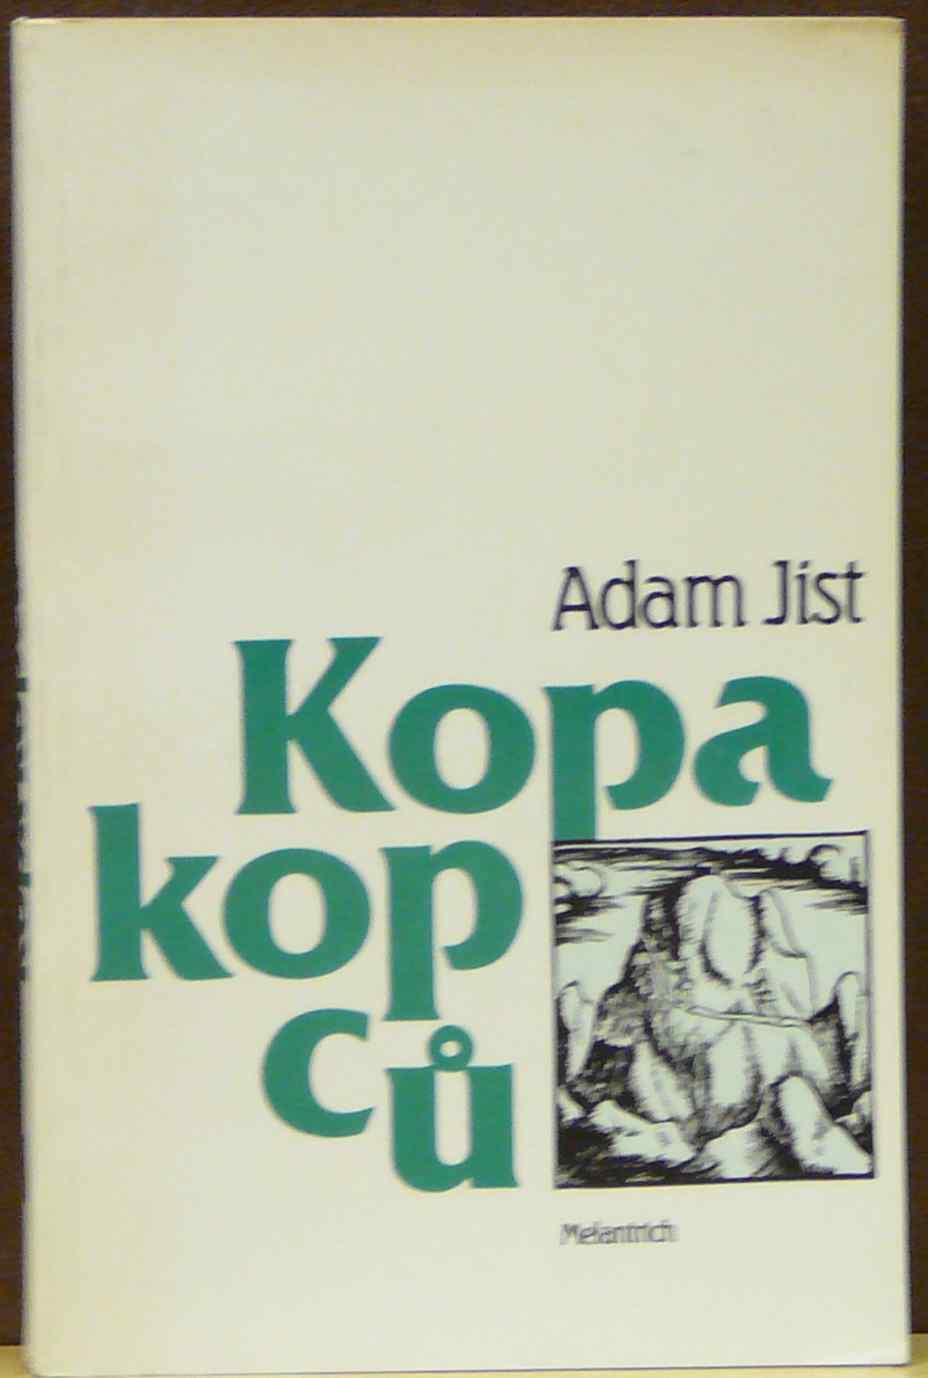 Adam Jist
Kopa
kop
ců
Melantrich